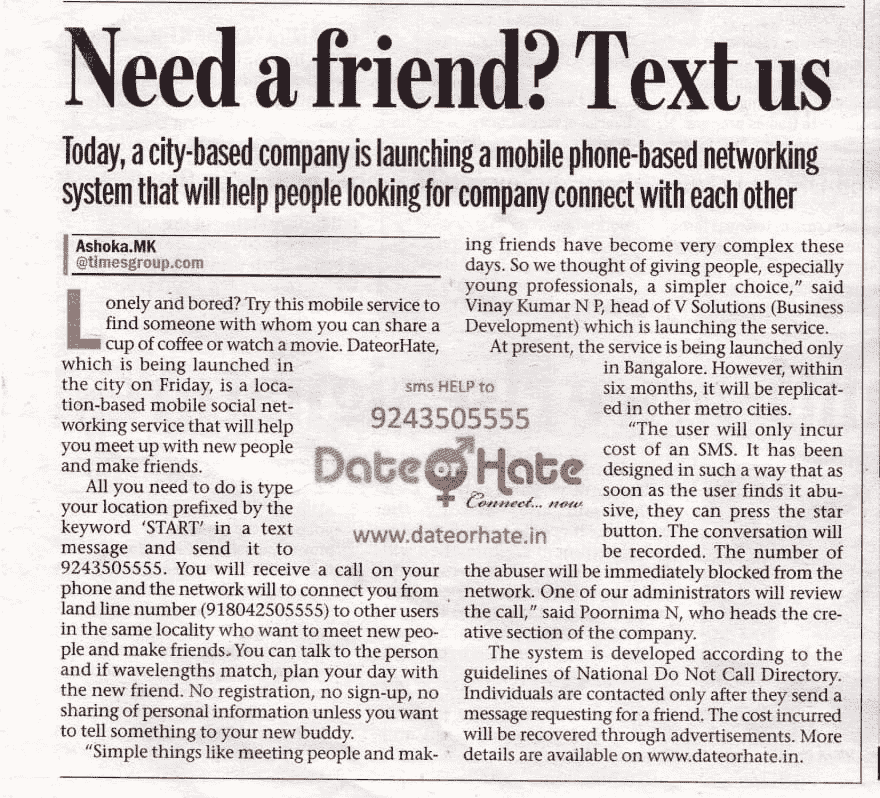 Need a friend? Text us
Today, a city-based company is launching a mobile phone-based networking
system that will help people looking for company connect with each other
Ashoka.MK
@timesgroup.com
Lonely and bored? Try this mobile service to
find someone with whom you can share a
cup of coffee or watch a movie. DateorHate,
which is being launched in
the city on Friday, is a loca-
tion-based mobile social net-
working service that will help
you meet up with new people
and make friends.
All you need to do is type
your location prefixed by the
keyword ‘START’ in a text
message and send it to
9243505555. You will receive a call on your
phone and the network will to connect you from
land line number (918042505555) to other users
in the same locality who want to meet new peo-
ple and make friends. You can talk to the person
and if wavelengths match, plan your day with
the new friend. No registration, no sign-up, no
sharing of personal information unless you want
to tell something to your new buddy.
“Simple things like meeting people and mak-
sms HELP to
9243505555
Date or Hate
Connect... now
www.dateorhate.in
ing friends have become very complex these
days. So we thought of giving people, especially
young professionals, a simpler choice,” said
Vinay Kumar N P, head of V Solutions (Business
Development) which is launching the service.
At present, the service is being launched only
in Bangalore. However, within
six months, it will be replicat-
ed in other metro cities.
“The user will only incur
cost of an SMS. It has been
designed in such a way that as
soon as the user finds it abu-
sive, they can press the star
button. The conversation will
be recorded. The number of
the abuser will be immediately blocked from the
network. One of our administrators will review
the call,” said Poornima N, who heads the cre-
ative section of the company.
The system is developed according to the
guidelines of National Do Not Call Directory.
Individuals are contacted only after they send a
message requesting for a friend. The cost incurred
will be recovered through advertisements. More
details are available on www.dateorhate.in.